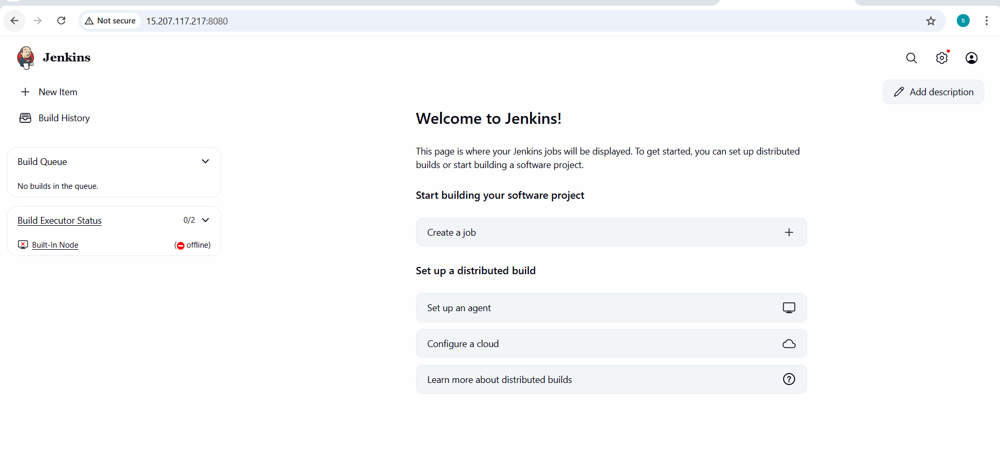 Not secure
15.207.117.217:8080
S
Jenkins
New Item
Build History
Add description
Build Queue
No builds in the queue.
Build Executor Status 0/2
Built-In Node (offline)
Welcome to Jenkins!
This page is where your Jenkins jobs will be displayed. To get started, you can set up distributed
builds or start building a software project.
Start building your software project
Create a job
Set up a distributed build
Set up an agent
Configure a cloud
Learn more about distributed builds